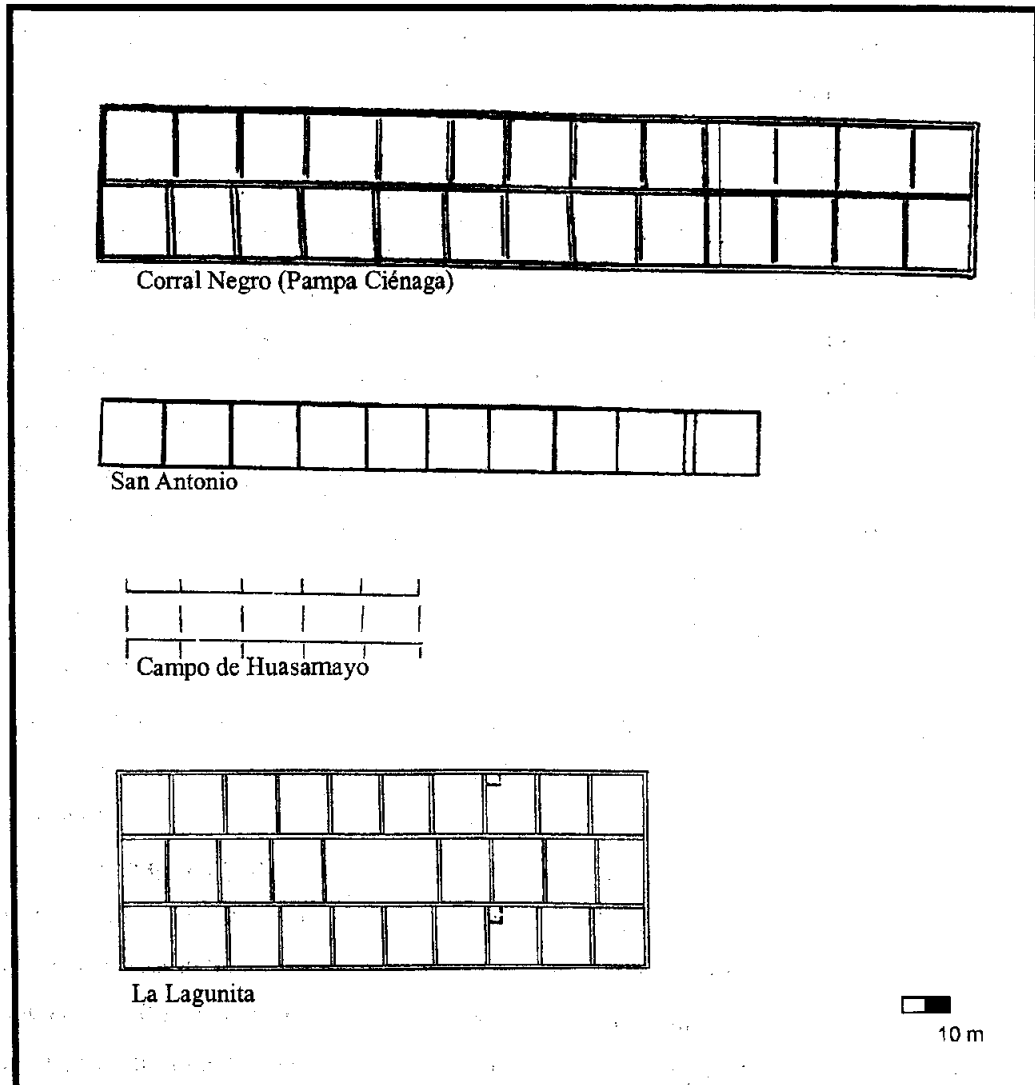 Corral Negro (Pampa Ciénaga)
San Antonio
Campo de Huasamayo
La Lagunita
10 m